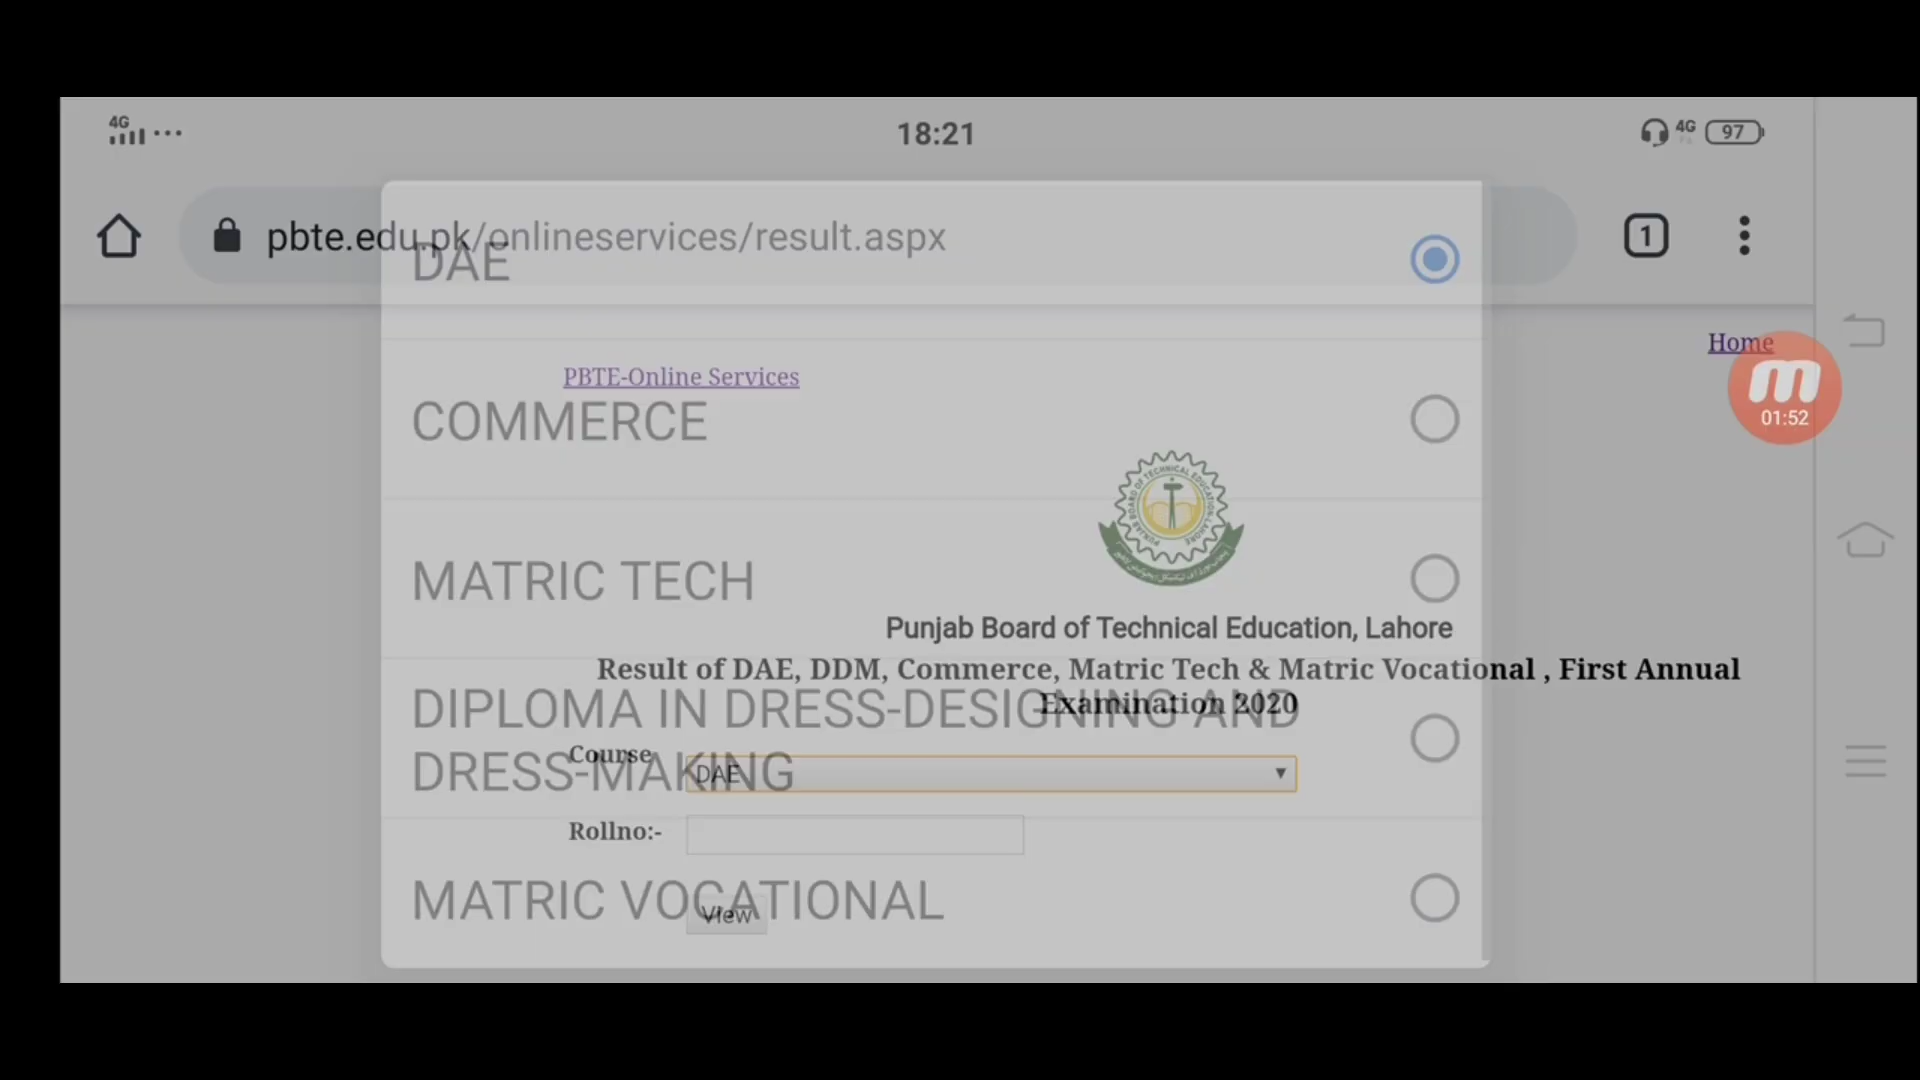 4G
18:21
4G
97
pbte.edu.pk/onlineservices/result.aspx
1
DAE
Home
PBTE-Online Services
01:52
COMMERCE
MATRIC TECH
Punjab Board of Technical Education, Lahore
Result of DAE, DDM, Commerce, Matric Tech & Matric Vocational , First Annual
Examination 2020
DIPLOMA IN DRESS-DESIGNING AND
DRESS-MAKING
Course
DAE
Rollno:-
MATRIC VOCATIONAL
View